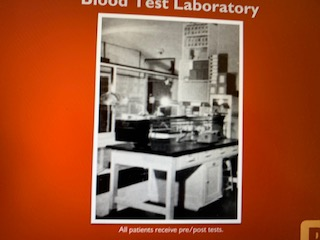 Blood Test Laboratory
All patients receive pre/post tests.